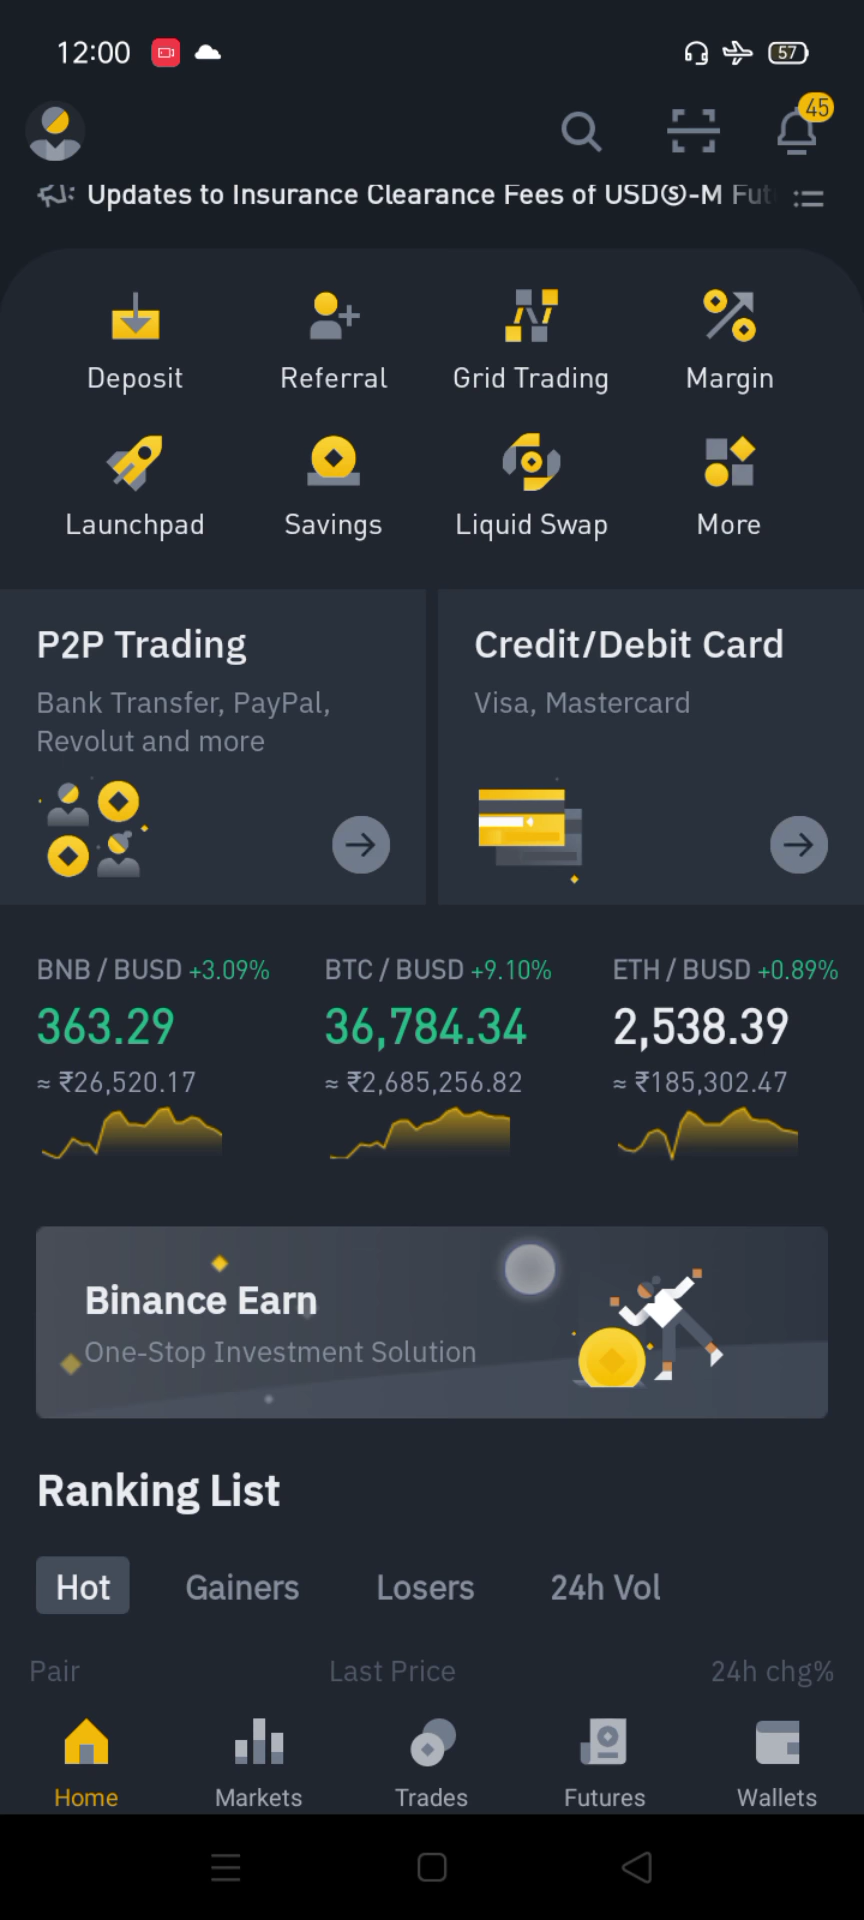 12:00
57
45
Updates to Insurance Clearance Fees of USDⓢ-M Fut
Deposit Referral Grid Trading Margin
Launchpad Savings Liquid Swap More
P2P Trading
Bank Transfer, PayPal,
Revolut and more
Credit/Debit Card
Visa, Mastercard
BNB / BUSD +3.09% BTC / BUSD +9.10% ETH / BUSD +0.89%
363.29 36,784.34 2,538.39
≈ ₹26,520.17 ≈ ₹2,685,256.82 ≈ ₹185,302.47
Binance Earn
One-Stop Investment Solution
Ranking List
Hot Gainers Losers 24h Vol
Pair Last Price 24h chg%
Home Markets Trades Futures Wallets